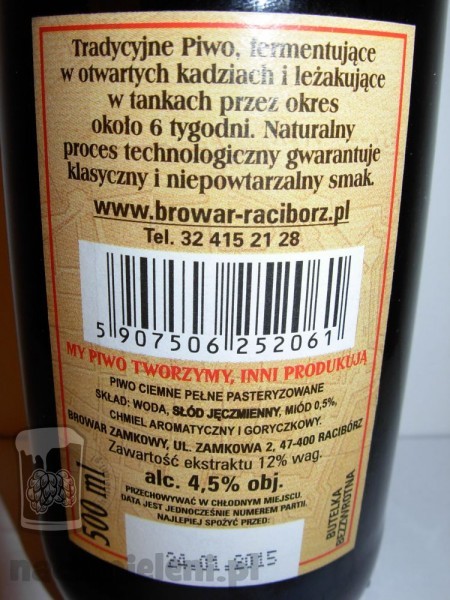 Tradycyjne Piwo, fermentujące
w otwartych kadziach i leżakujące
w tankach przez okres
około 6 tygodni. Naturalny
proces technologiczny gwarantuje
klasyczny i niepowtarzalny smak.
www.browar-raciborz.pl
Tel. 32 415 21 28
5 907506 252061
MY PIWO TWORZYMY, INNI PRODUKUJĄ
PIWO CIEMNE PEŁNE PASTERYZOWANE
SKŁAD: WODA, SŁÓD JĘCZMIENNY, MIÓD 0,5%,
CHMIEL AROMATYCZNY I GORYCZKOWY.
BROWAR ZAMKOWY, UL. ZAMKOWA 2, 47-400 RACIBÓRZ
Zawartość ekstraktu 12% wag.
alc. 4,5% obj.
PRZECHOWYWAĆ W CHŁODNYM MIEJSCU.
DATA JEST JEDNOCZEŚNIE NUMEREM PARTII.
NAJLEPIEJ SPOŻYĆ PRZED:
24.01.2015
500 ml
BUTELKA
BEZZWROTNA